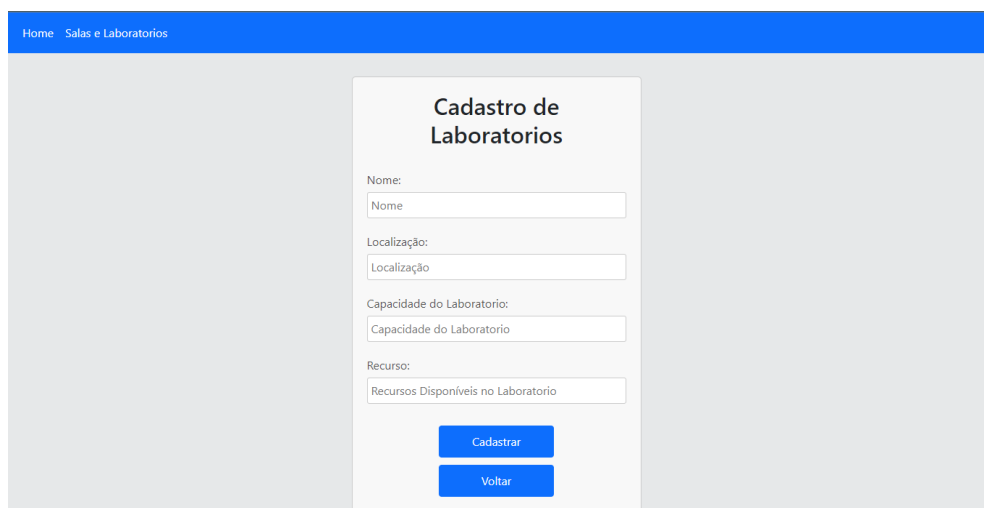 Home Salas e Laboratorios
Cadastro de
Laboratorios
Nome:
Nome
Localização:
Localização
Capacidade do Laboratorio:
Capacidade do Laboratorio
Recurso:
Recursos Disponíveis no Laboratorio
Cadastrar
Voltar